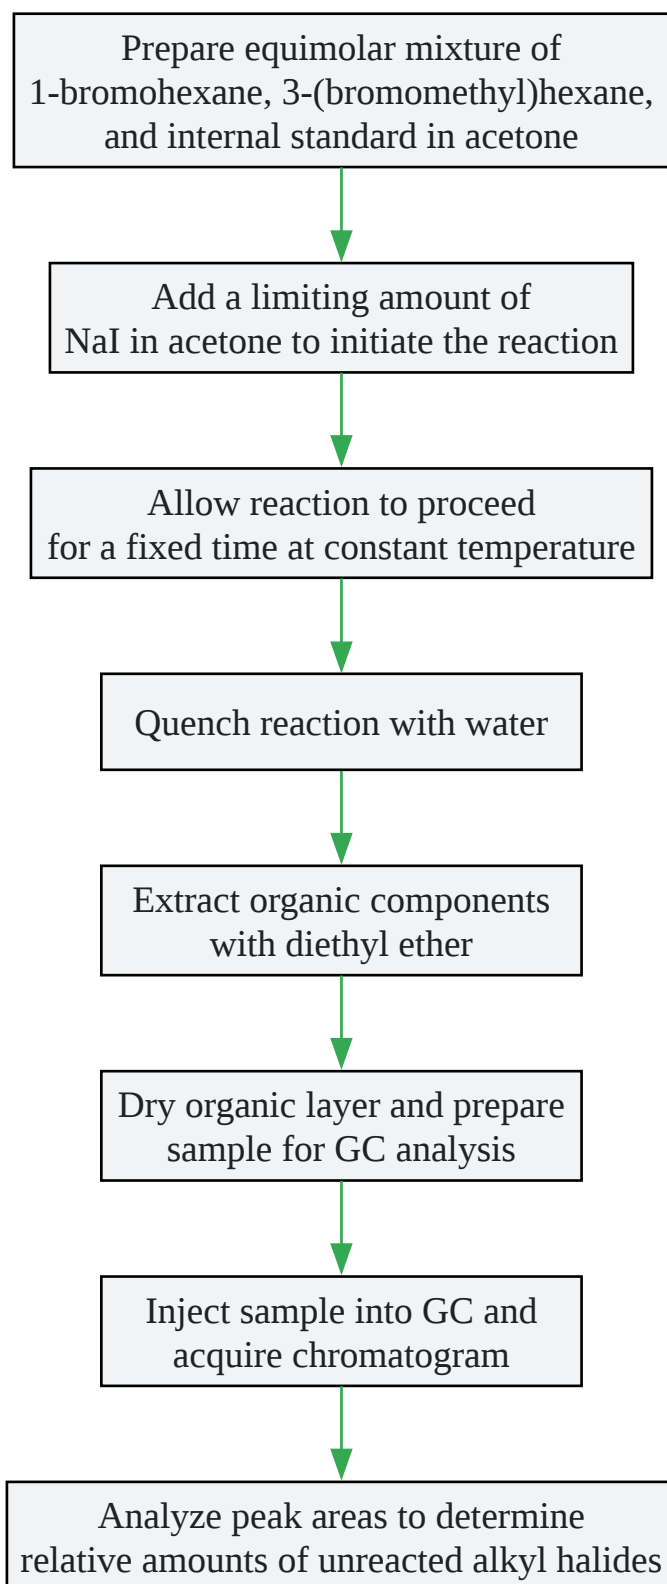 Prepare equimolar mixture of
1-bromohexane, 3-(bromomethyl)hexane,
and internal standard in acetone
Add a limiting amount of
NaI in acetone to initiate the reaction
Allow reaction to proceed
for a fixed time at constant temperature
Quench reaction with water
Extract organic components
with diethyl ether
Dry organic layer and prepare
sample for GC analysis
Inject sample into GC and
acquire chromatogram
Analyze peak areas to determine
relative amounts of unreacted alkyl halides